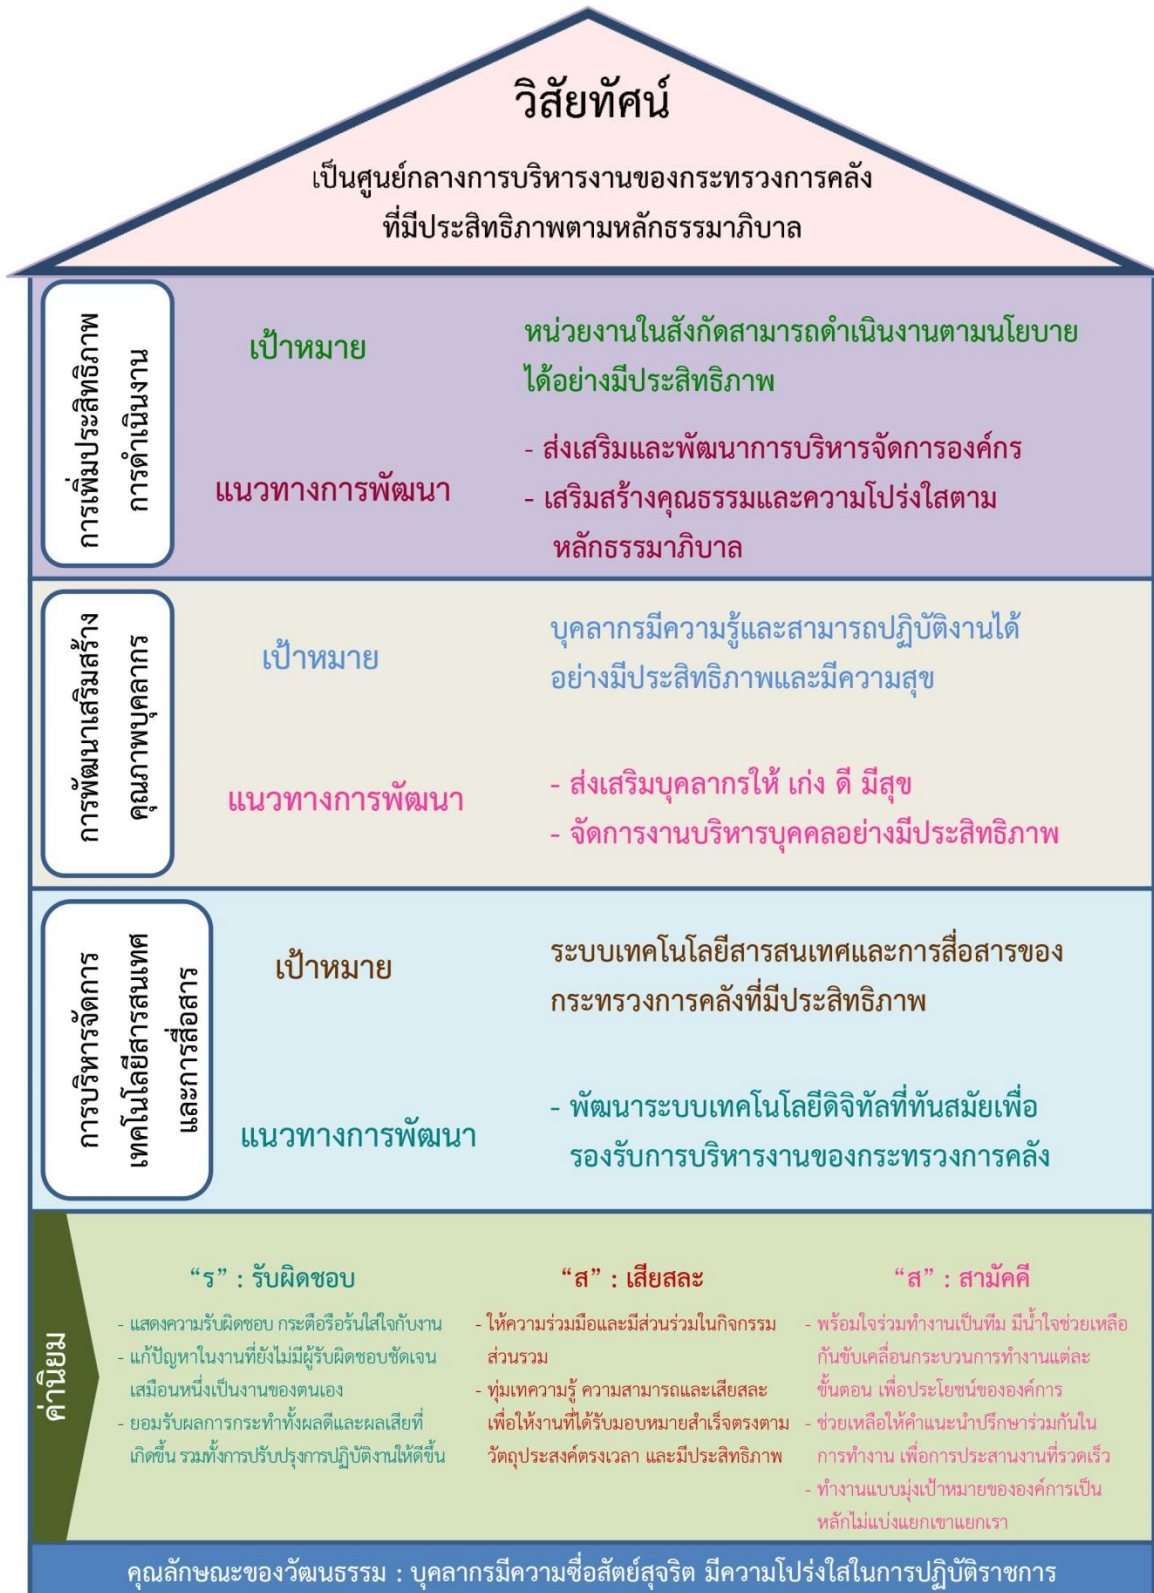 วิสัยทัศน์
เป็นศูนย์กลางการบริหารงานของกระทรวงการคลัง
ที่มีประสิทธิภาพตามหลักธรรมาภิบาล
การเพิ่มประสิทธิภาพ
การดำเนินงาน
เป้าหมาย
หน่วยงานในสังกัดสามารถดำเนินงานตามนโยบาย
ได้อย่างมีประสิทธิภาพ
แนวทางการพัฒนา
- ส่งเสริมและพัฒนาการบริหารจัดการองค์กร
- เสริมสร้างคุณธรรมและความโปร่งใสตาม
หลักธรรมาภิบาล
การพัฒนาเสริมสร้าง
คุณภาพบุคลากร
เป้าหมาย
บุคลากรมีความรู้และสามารถปฏิบัติงานได้
อย่างมีประสิทธิภาพและมีความสุข
แนวทางการพัฒนา
- ส่งเสริมบุคลากรให้ เก่ง ดี มีสุข
- จัดการงานบริหารบุคคลอย่างมีประสิทธิภาพ
การบริหารจัดการ
เทคโนโลยีสารสนเทศ
และการสื่อสาร
เป้าหมาย
ระบบเทคโนโลยีสารสนเทศและการสื่อสารของ
กระทรวงการคลังที่มีประสิทธิภาพ
แนวทางการพัฒนา
- พัฒนาระบบเทคโนโลยีดิจิทัลที่ทันสมัยเพื่อ
รองรับการบริหารงานของกระทรวงการคลัง
ค่านิยม
“ร” : รับผิดชอบ
- แสดงความรับผิดชอบ กระตือรือร้นใส่ใจกับงาน
- แก้ปัญหาในงานที่ยังไม่มีผู้รับผิดชอบชัดเจน
เสมือนหนึ่งเป็นงานของตนเอง
- ยอมรับผลการกระทำทั้งผลดีและผลเสียที่
เกิดขึ้น รวมทั้งการปรับปรุงการปฏิบัติงานให้ดีขึ้น
“ส” : เสียสละ
- ให้ความร่วมมือและมีส่วนร่วมในกิจกรรม
ส่วนรวม
- ทุ่มเทความรู้ ความสามารถและเสียสละ
เพื่อให้งานที่ได้รับมอบหมายสำเร็จตรงตาม
วัตถุประสงค์ตรงเวลา และมีประสิทธิภาพ
“ส” : สามัคคี
- พร้อมใจร่วมทำงานเป็นทีม มีน้ำใจช่วยเหลือ
กันขับเคลื่อนกระบวนการทำงานแต่ละ
ขั้นตอน เพื่อประโยชน์ขององค์การ
- ช่วยเหลือให้คำแนะนำปรึกษาร่วมกันใน
การทำงาน เพื่อการประสานงานที่รวดเร็ว
- ทำงานแบบมุ่งเป้าหมายขององค์การเป็น
หลักไม่แบ่งแยกเขาแยกเรา
คุณลักษณะของวัฒนธรรม : บุคลากรมีความซื่อสัตย์สุจริต มีความโปร่งใสในการปฏิบัติราชการ